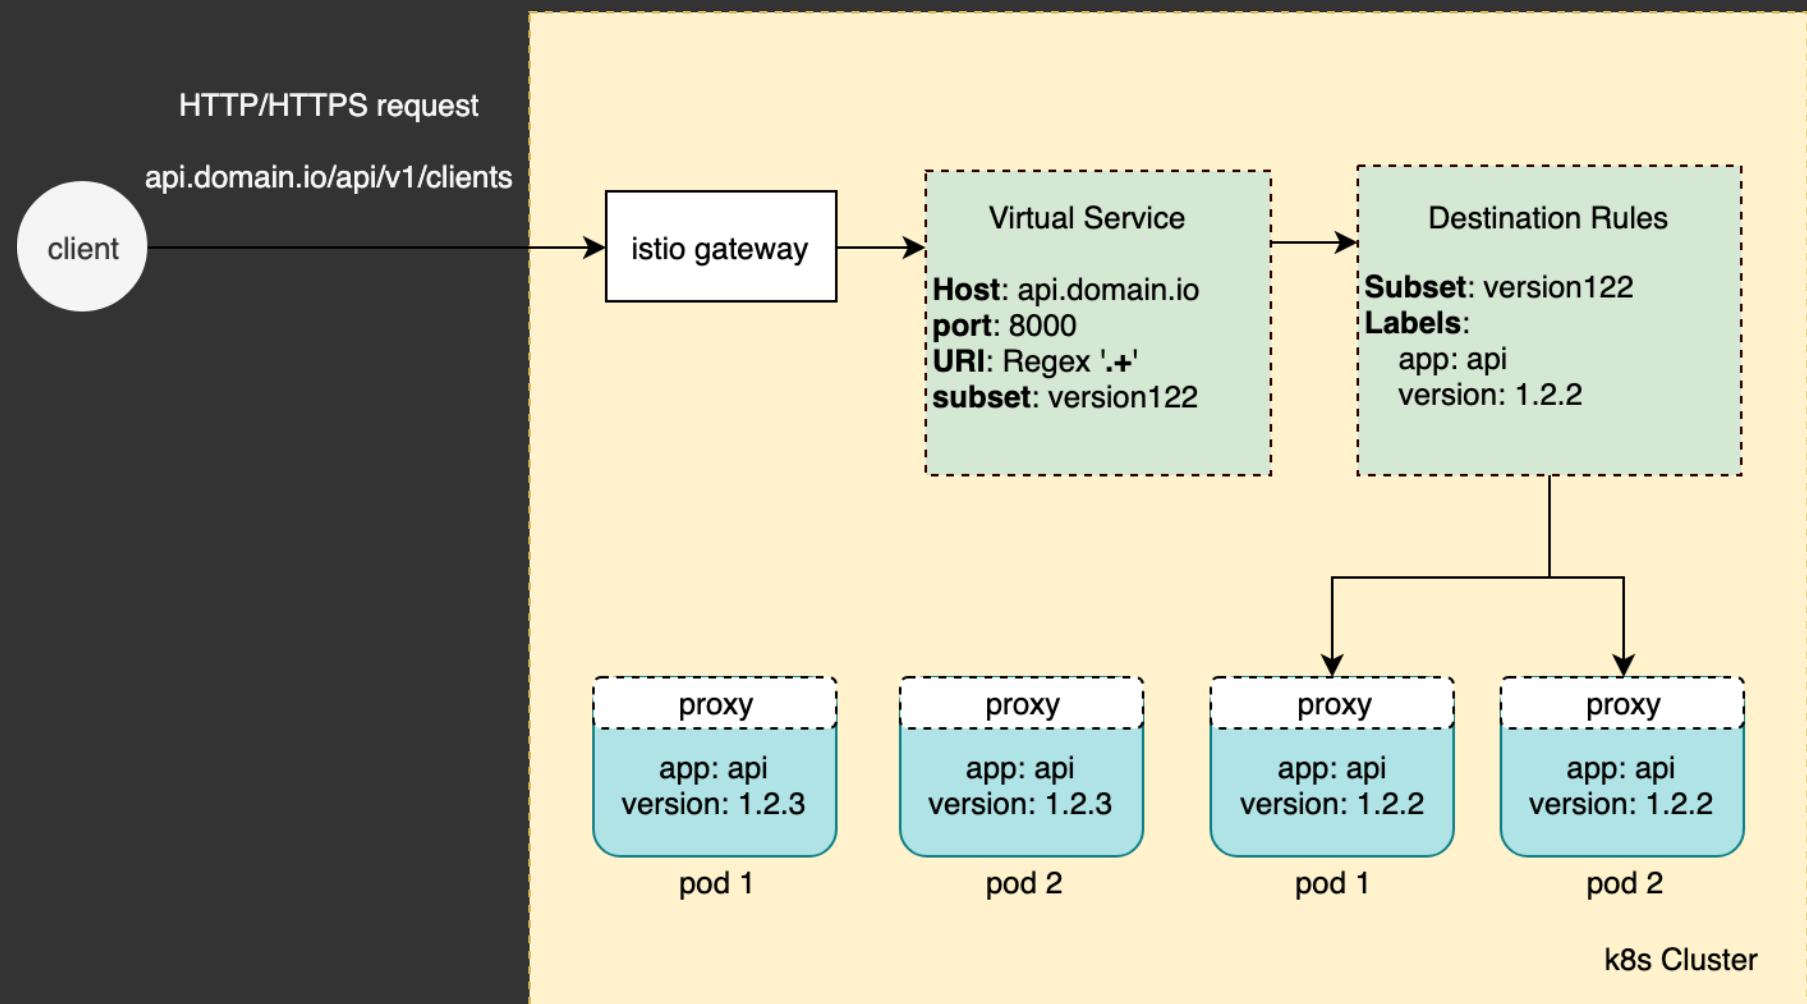 HTTP/HTTPS request
api.domain.io/api/v1/clients
client
istio gateway
Virtual Service
Host: api.domain.io
port: 8000
URI: Regex '.+'
subset: version122
Destination Rules
Subset: version122
Labels:
app: api
version: 1.2.2
proxy
app: api
version: 1.2.3
pod 1
proxy
app: api
version: 1.2.3
pod 2
proxy
app: api
version: 1.2.2
pod 1
proxy
app: api
version: 1.2.2
pod 2
k8s Cluster